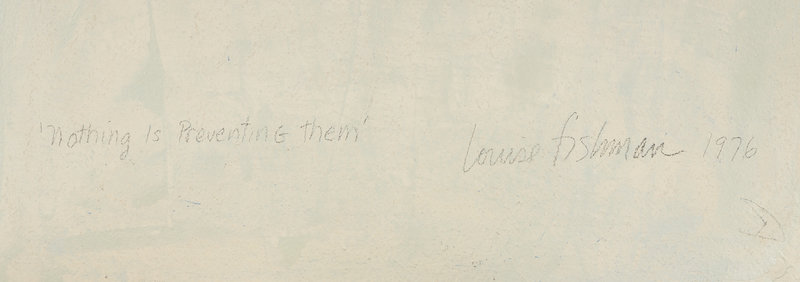 'Nothing Is Preventing them' Louise Fishman 1976